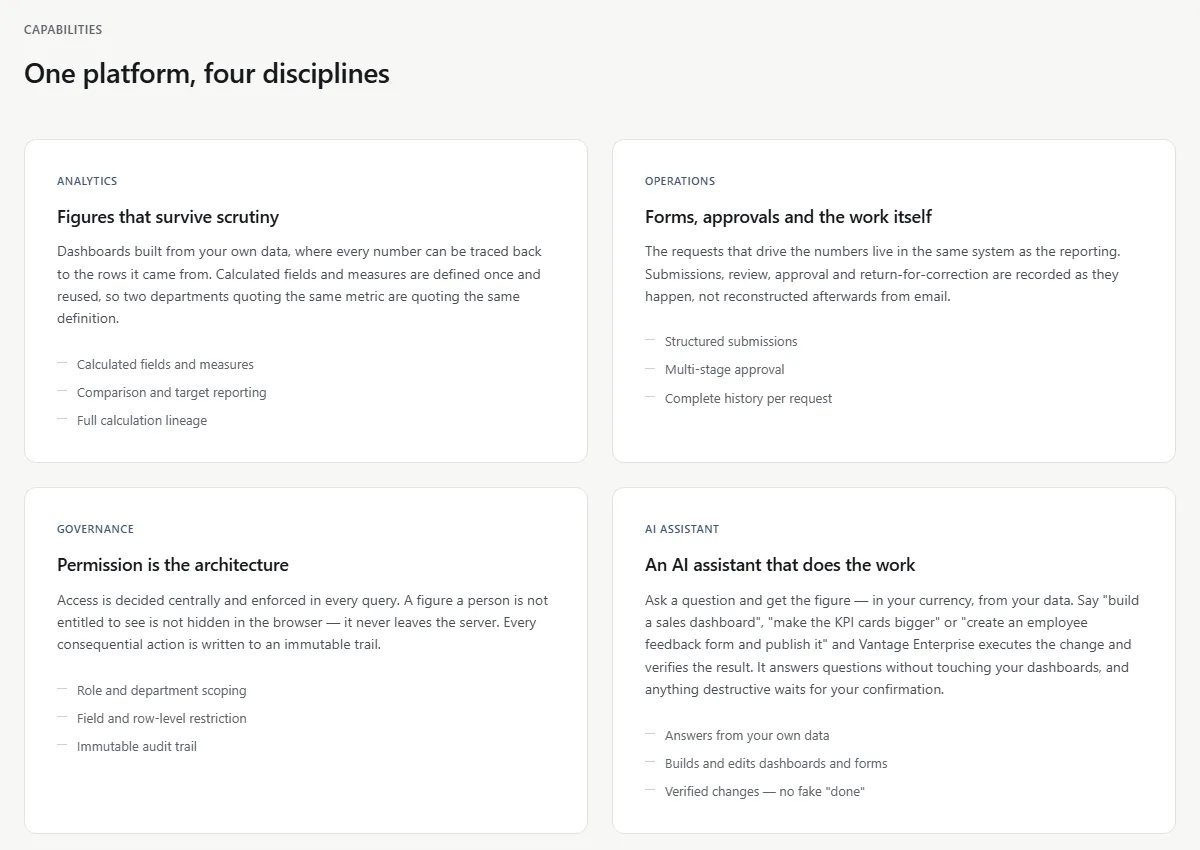 CAPABILITIES
One platform, four disciplines
ANALYTICS
Figures that survive scrutiny
Dashboards built from your own data, where every number can be traced back
to the rows it came from. Calculated fields and measures are defined once and
reused, so two departments quoting the same metric are quoting the same
definition.
— Calculated fields and measures
— Comparison and target reporting
— Full calculation lineage
OPERATIONS
Forms, approvals and the work itself
The requests that drive the numbers live in the same system as the reporting.
Submissions, review, approval and return-for-correction are recorded as they
happen, not reconstructed afterwards from email.
— Structured submissions
— Multi-stage approval
— Complete history per request
GOVERNANCE
Permission is the architecture
Access is decided centrally and enforced in every query. A figure a person is not
entitled to see is not hidden in the browser — it never leaves the server. Every
consequential action is written to an immutable trail.
— Role and department scoping
— Field and row-level restriction
— Immutable audit trail
AI ASSISTANT
An AI assistant that does the work
Ask a question and get the figure — in your currency, from your data. Say "build
a sales dashboard", "make the KPI cards bigger" or "create an employee
feedback form and publish it" and Vantage Enterprise executes the change and
verifies the result. It answers questions without touching your dashboards, and
anything destructive waits for your confirmation.
— Answers from your own data
— Builds and edits dashboards and forms
— Verified changes — no fake "done"